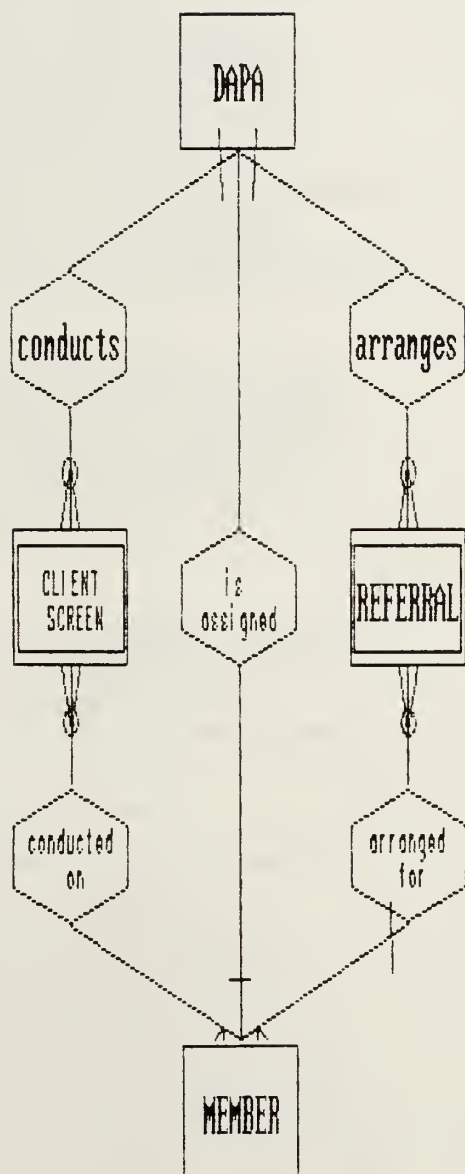 DAPA
conducts
arranges
CLIENT
SCREEN
is
assigned
REFERRAL
conducted
on
arranged
for
MEMBER